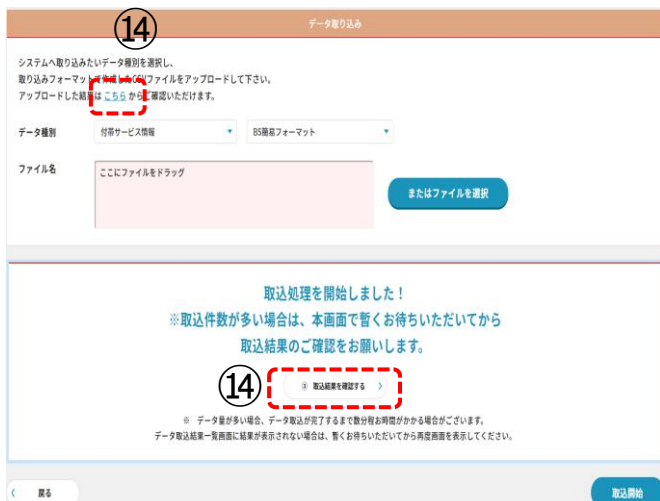 データ取り込み
⑭
システムへ取り込みたいデータ種別を選択し、
取り込みフォーマットで作成したCSVファイルをアップロードして下さい。
アップロードした結果は こちら からご確認いただけます。
データ種別 付帯サービス情報 BS簡易フォーマット
ファイル名 ここにファイルをドラッグ
またはファイルを選択
取込処理を開始しました！
※取込件数が多い場合は、本画面で暫くお待ちいただいてから
取込結果のご確認をお願いします。
⑭
取込結果を確認する
※ データ量が多い場合、データ取込が完了するまで数分程お時間がかかる場合がございます。
データ取込結果一覧画面に結果が表示されない場合は、暫くお待ちいただいてから再度画面を表示してください。
戻る 取込開始